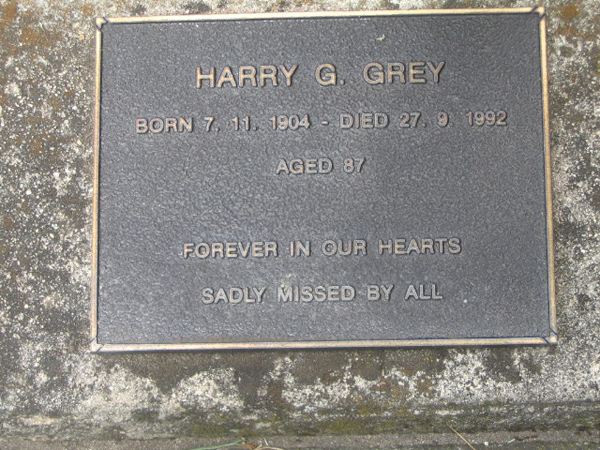 HARRY G. GREY
BORN 7. 11. 1904 - DIED 27. 9. 1992
AGED 87
FOREVER IN OUR HEARTS
SADLY MISSED BY ALL